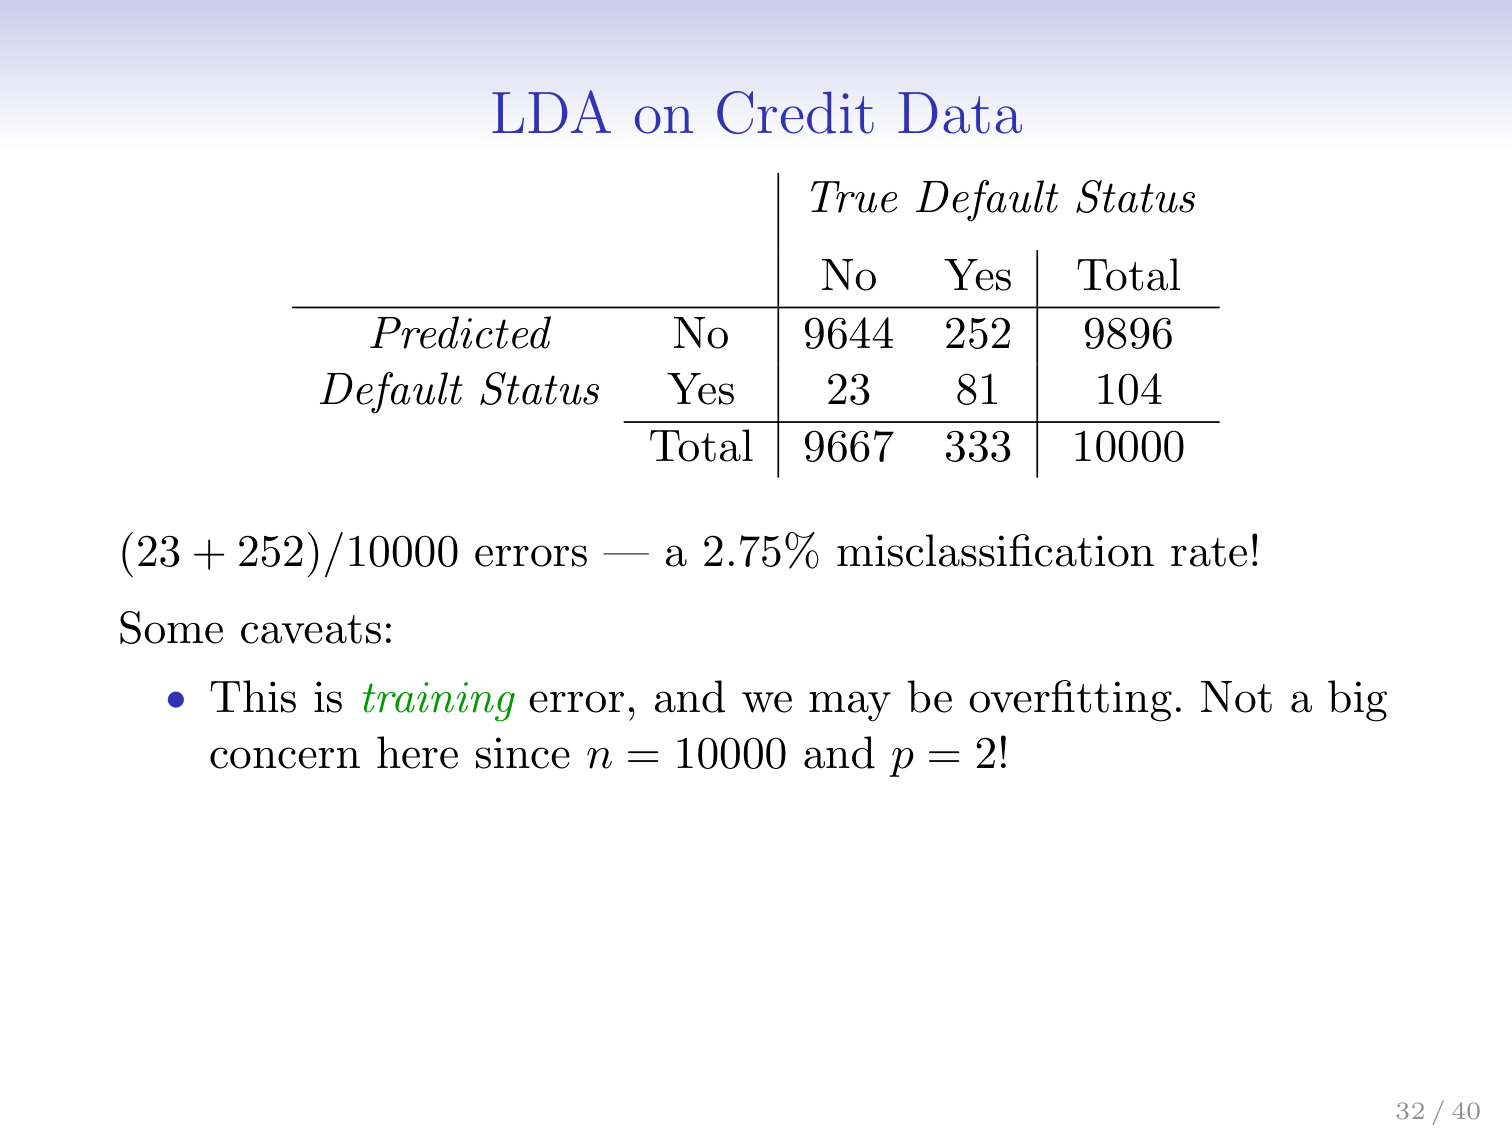 LDA on Credit Data
True Default Status
No Yes Total
Predicted No 9644 252 9896
Default Status Yes 23 81 104
Total 9667 333 10000
(23 + 252)/10000 errors — a 2.75% misclassification rate!
Some caveats:
• This is training error, and we may be overfitting. Not a big
concern here since n = 10000 and p = 2!
32 / 40